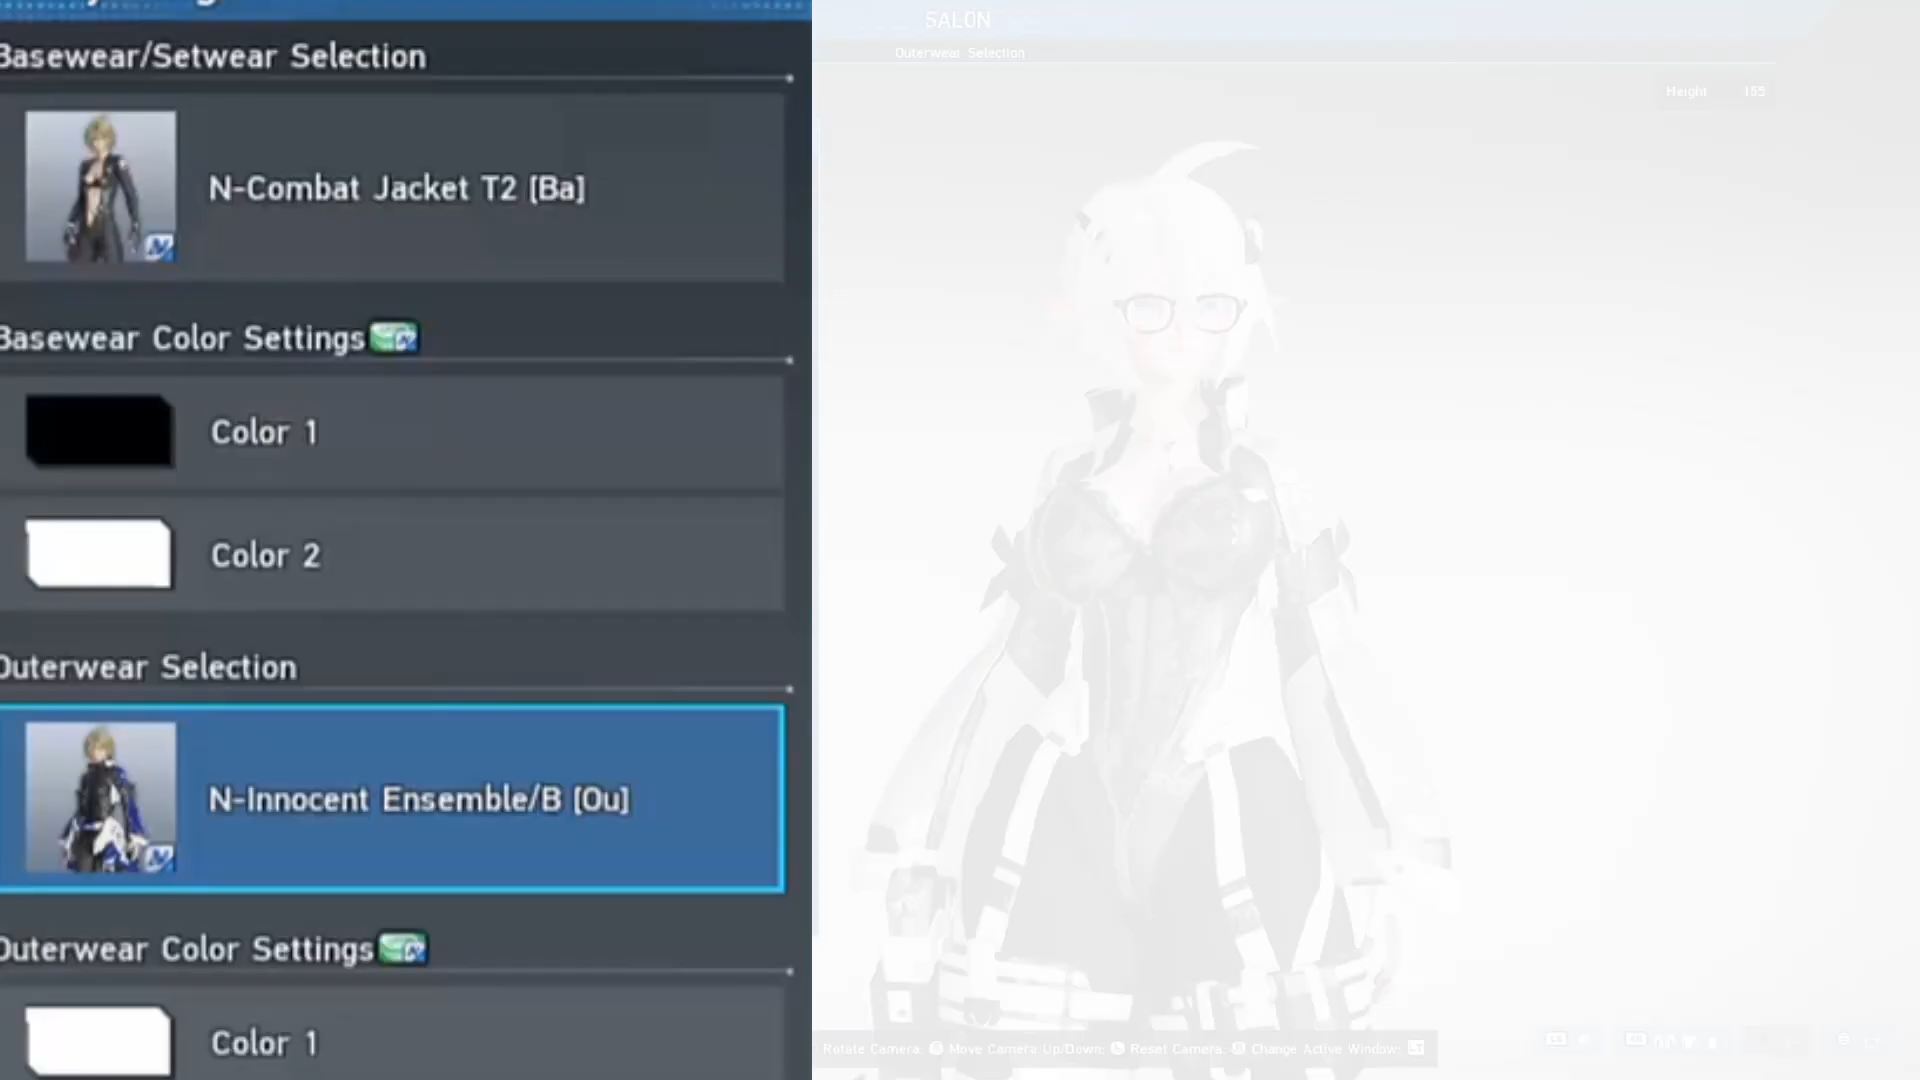 Basewear/Setwear Selection
N-Combat Jacket T2 [Ba]
Basewear Color Settings
Color 1
Color 2
Outerwear Selection
N-Innocent Ensemble/B [Ou]
Outerwear Color Settings
Color 1
SALON
Outerwear Selection
Height 155
Rotate Camera: Move Camera Up/Down: Reset Camera: Change Active Window: LT